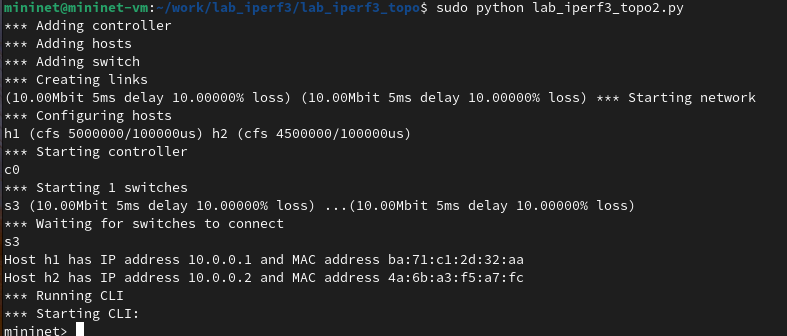 mininet@mininet-vm:~/work/lab_iperf3/lab_iperf3_topo$ sudo python lab_iperf3_topo2.py
*** Adding controller
*** Adding hosts
*** Adding switch
*** Creating links
(10.00Mbit 5ms delay 10.00000% loss) (10.00Mbit 5ms delay 10.00000% loss) *** Starting network
*** Configuring hosts
h1 (cfs 5000000/100000us) h2 (cfs 4500000/100000us)
*** Starting controller
c0
*** Starting 1 switches
s3 (10.00Mbit 5ms delay 10.00000% loss) ...(10.00Mbit 5ms delay 10.00000% loss)
*** Waiting for switches to connect
s3
Host h1 has IP address 10.0.0.1 and MAC address ba:71:c1:2d:32:aa
Host h2 has IP address 10.0.0.2 and MAC address 4a:6b:a3:f5:a7:fc
*** Running CLI
*** Starting CLI:
mininet>